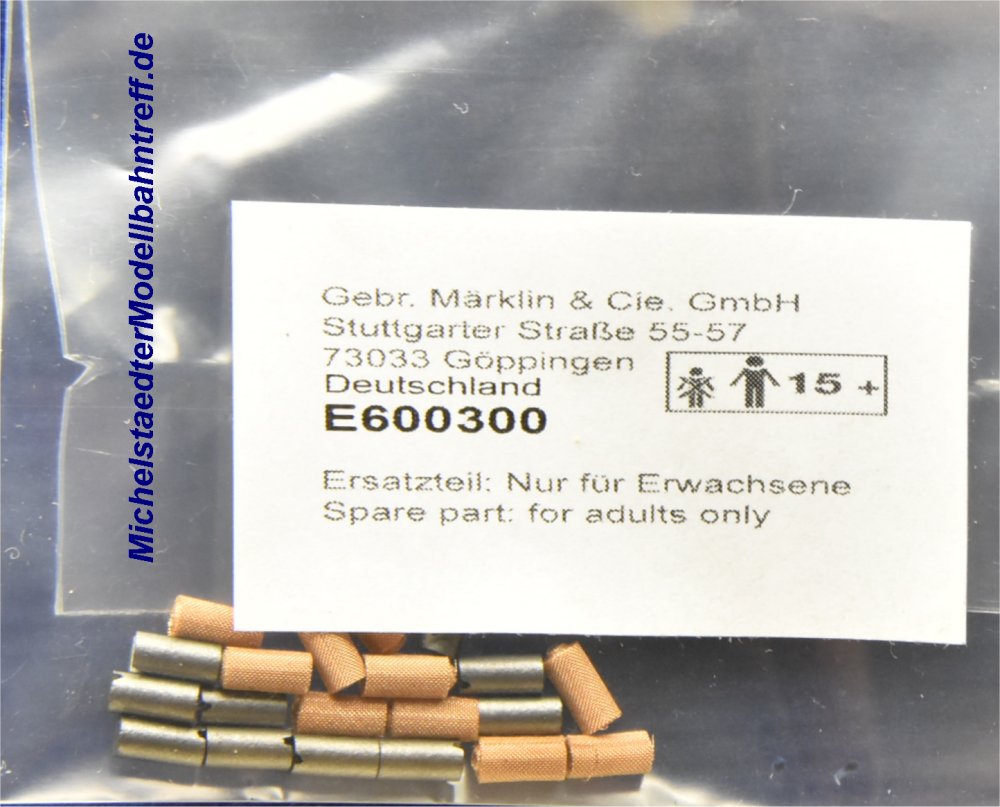 MichelstaedterModellbahntreff.de
Gebr. Märklin & Cie. GmbH
Stuttgarter Straße 55-57
73033 Göppingen
Deutschland
E600300
15 +
Ersatzteil: Nur für Erwachsene
Spare part: for adults only